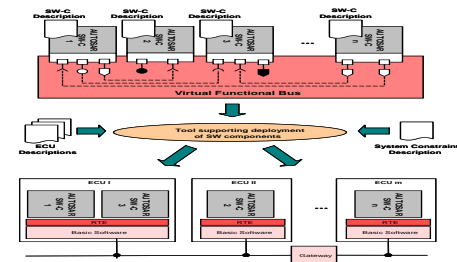 SW-C
Description
SW-C
Description
SW-C
Description
SW-C
Description
AUTOSAR
SW-C
1
AUTOSAR
SW-C
2
AUTOSAR
SW-C
3
AUTOSAR
SW-C
n
Virtual Functional Bus
ECU
Descriptions
Tool supporting deployment
of SW components
System Constraint
Description
ECU I
ECU II
ECU m
AUTOSAR
SW-C
1
AUTOSAR
SW-C
3
AUTOSAR
SW-C
2
AUTOSAR
SW-C
n
RTE
RTE
RTE
Basic Software
Basic Software
Basic Software
Gateway